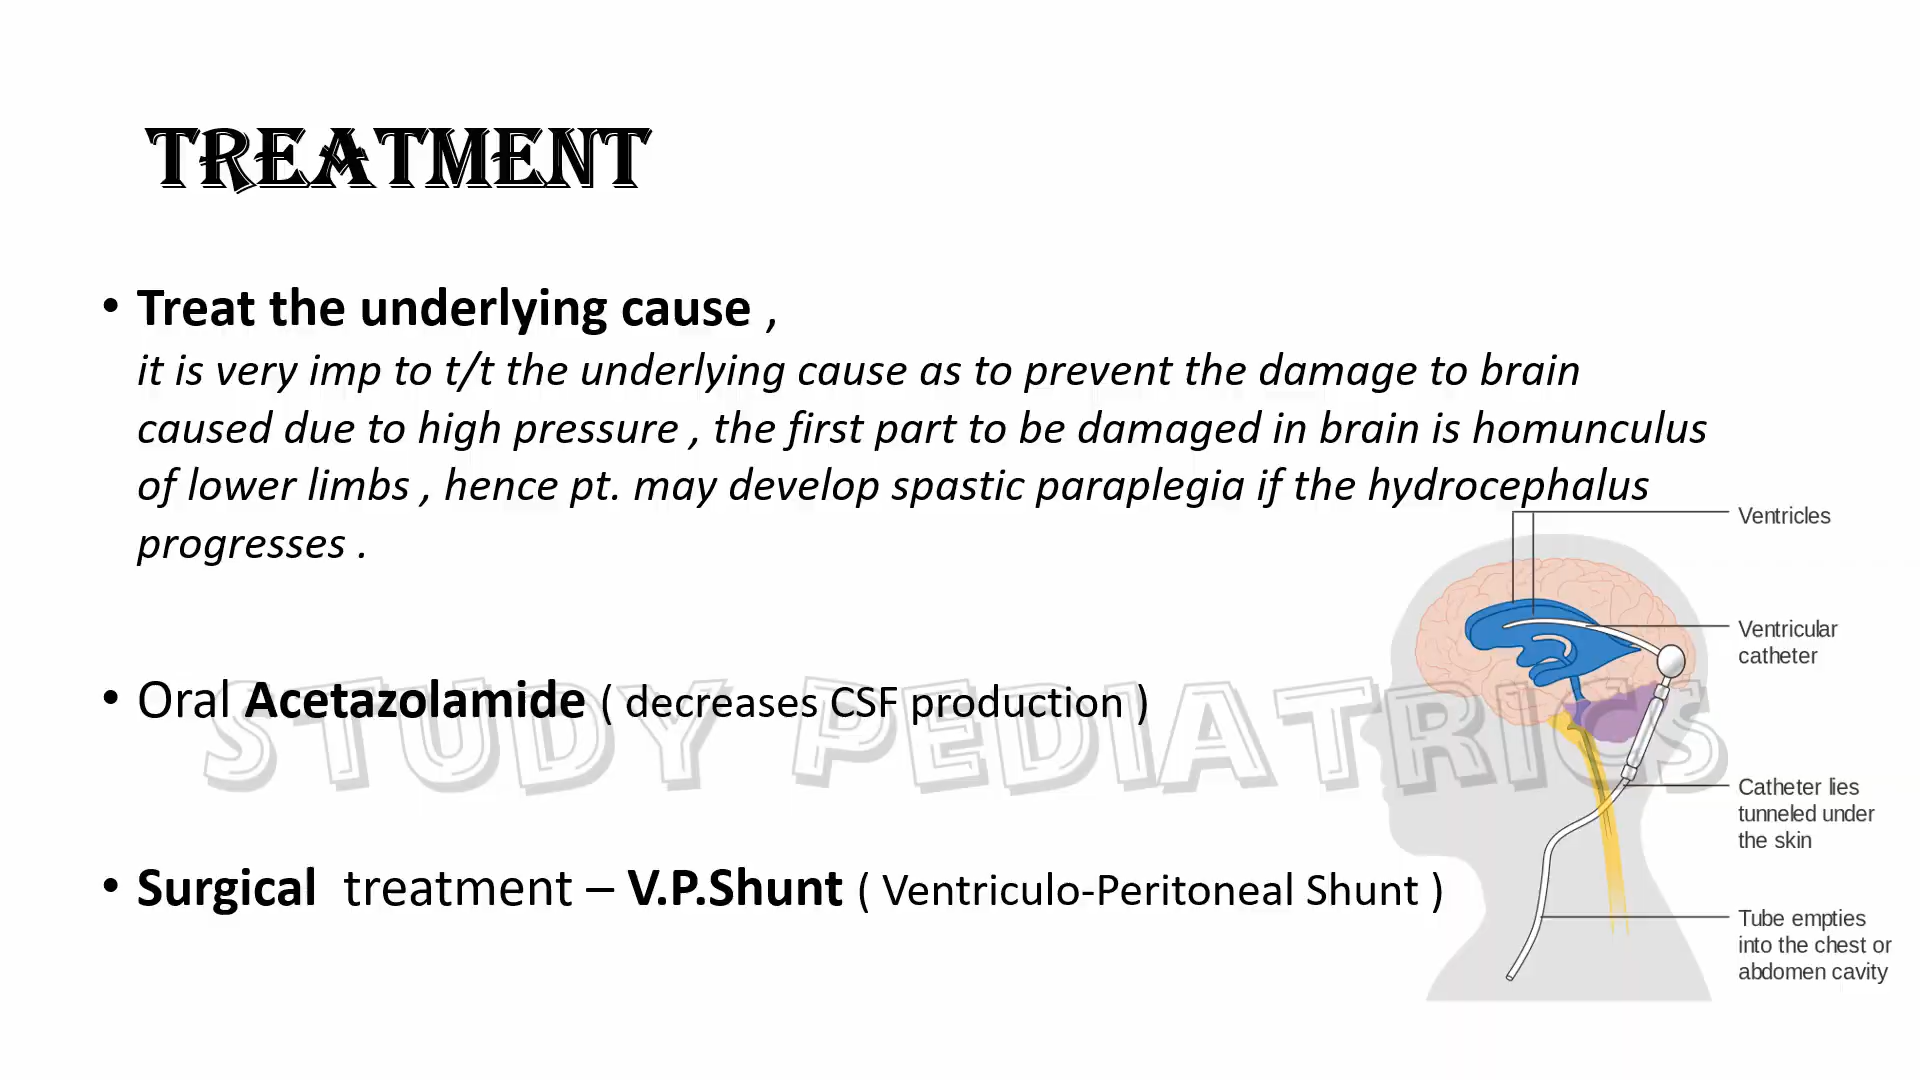 TREATMENT
• Treat the underlying cause ,
it is very imp to t/t the underlying cause as to prevent the damage to brain
caused due to high pressure , the first part to be damaged in brain is homunculus
of lower limbs , hence pt. may develop spastic paraplegia if the hydrocephalus
progresses .
• Oral Acetazolamide ( decreases CSF production )
STUDY PEDIATRICS
• Surgical treatment – V.P.Shunt ( Ventriculo-Peritoneal Shunt )
Ventricles
Ventricular
catheter
Catheter lies
tunneled under
the skin
Tube empties
into the chest or
abdomen cavity